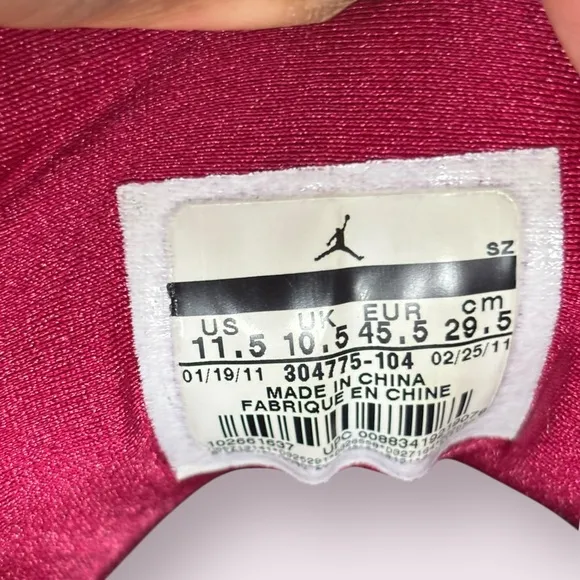 SZ
US UK EUR cm
11.5 10.5 45.5 29.5
01/19/11 304775-104 02/25/11
MADE IN CHINA
FABRIQUE EN CHINE
102661637